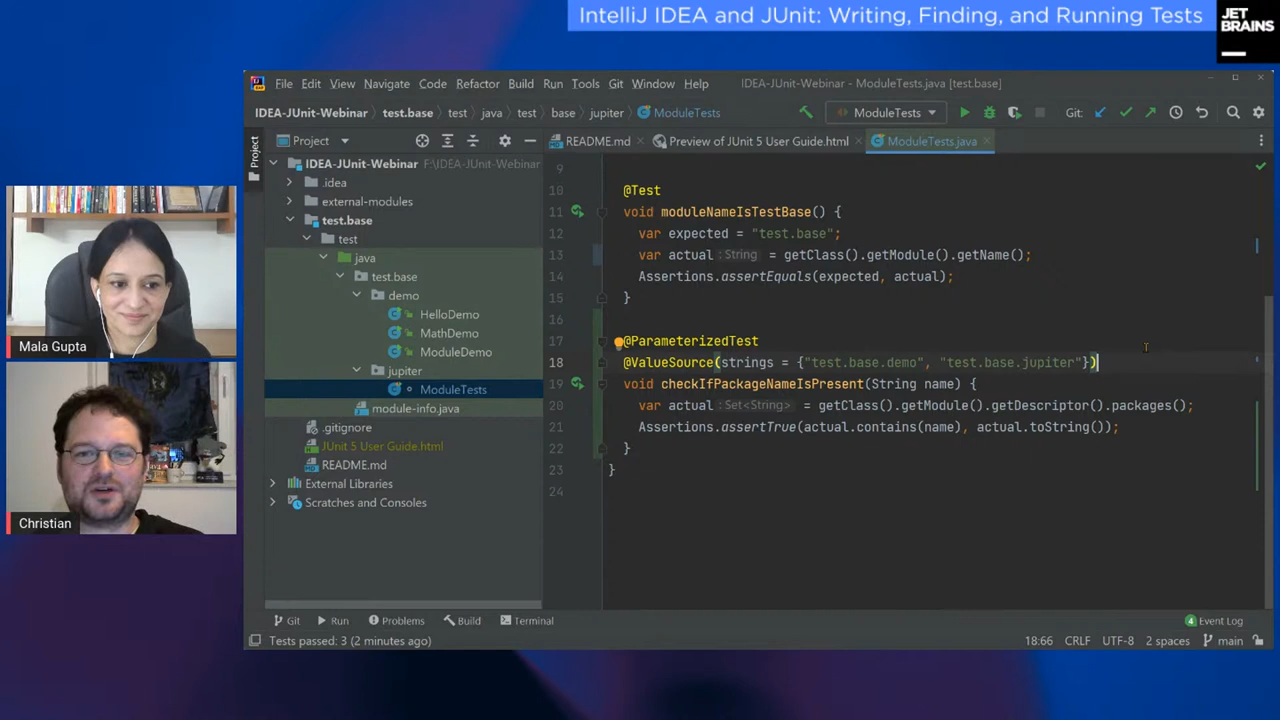 IntelliJ IDEA and JUnit: Writing, Finding, and Running Tests
JET
BRAINS
File Edit View Navigate Code Refactor Build Run Tools Git Window Help IDEA-JUnit-Webinar - ModuleTests.java [test.base]
IDEA-JUnit-Webinar test.base test java test base jupiter ModuleTests ModuleTests Git:
Project
Project
README.md Preview of JUnit 5 User Guide.html ModuleTests.java
IDEA-JUnit-Webinar F:\IDEA-JUnit-Webinar
.idea
external-modules
test.base
test
java
test.base
demo
HelloDemo
MathDemo
ModuleDemo
jupiter
ModuleTests
module-info.java
.gitignore
JUnit 5 User Guide.html
README.md
External Libraries
Scratches and Consoles
9
10 @Test
11 void moduleNameIsTestBase() {
12 var expected = "test.base";
13 var actual : String = getClass().getModule().getName();
14 Assertions.assertEquals(expected, actual);
15 }
16
17 @ParameterizedTest
18 @ValueSource(strings = {"test.base.demo", "test.base.jupiter"})
19 void checkIfPackageNameIsPresent(String name) {
20 var actual : Set<String> = getClass().getModule().getDescriptor().packages();
21 Assertions.assertTrue(actual.contains(name), actual.toString());
22 }
23 }
24
Mala Gupta
Christian
Git Run Problems Build Terminal 4 Event Log
Tests passed: 3 (2 minutes ago) 18:66 CRLF UTF-8 2 spaces main